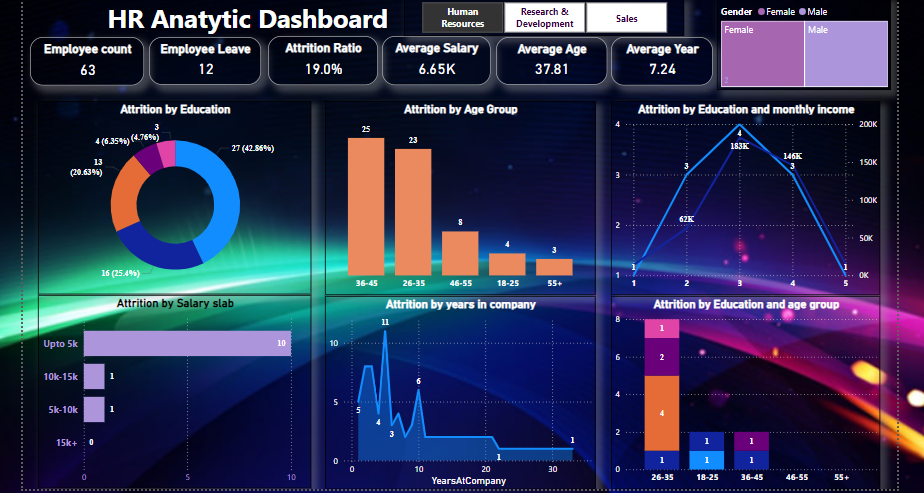 HR Anatytic Dashboard
Human Resources
Research & Development
Sales
Gender Female Male
Female
Male
2
Employee count
63
Employee Leave
12
Attrition Ratio
19.0%
Average Salary
6.65K
Average Age
37.81
Average Year
7.24
Attrition by Education
3
(4.76%)
4 (6.35%)
13
(20.63%)
27 (42.86%)
16 (25.4%)
Attrition by Age Group
25
23
8
4
3
36-45 26-35 46-55 18-25 55+
Attrition by Education and monthly income
4 200K
3 150K
100K
2 50K
1 0K
1 3 4 3 1
62K 183K 146K
1 2 3 4 5
Attrition by Salary slab
Upto 5k 10
10k-15k 1
5k-10k 1
15k+ 0
0 5 10
Attrition by years in company
10
5
0
5 4 11 3 6 1 1
0 10 20 30
YearsAtCompany
Attrition by Education and age group
8
6
4
2
0
1
2
4
1
1
1
1
1
26-35 18-25 36-45 46-55 55+